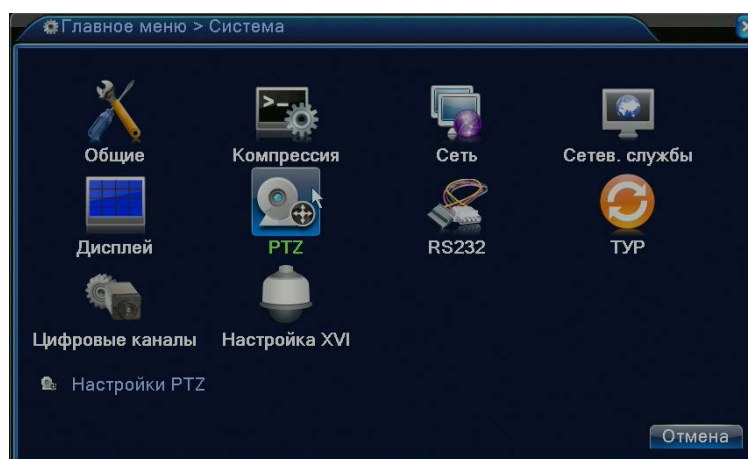 Главное меню > Система
Общие
Компрессия
Сеть
Сетев. службы
Дисплей
PTZ
RS232
ТУР
Цифровые каналы
Настройка XVI
Настройки PTZ
Отмена